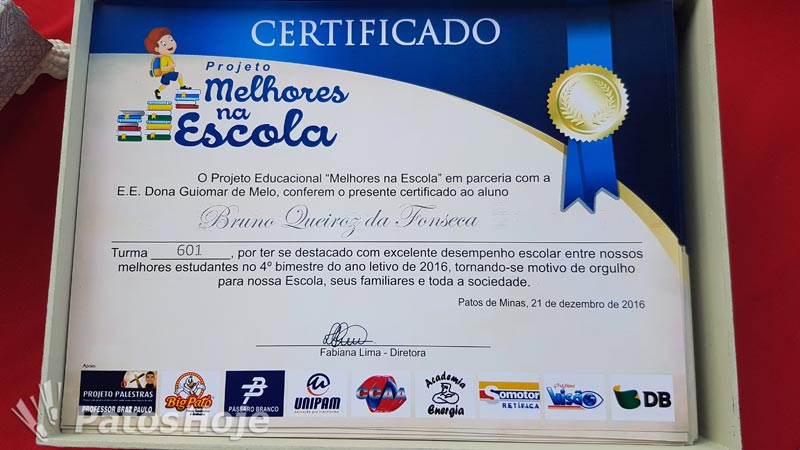 CERTIFICADO
Projeto
Melhores
na
Escola
O Projeto Educacional “Melhores na Escola” em parceria com a
E.E. Dona Guiomar de Melo, conferem o presente certificado ao aluno
Bruno Queiroz da Fonseca
Turma 601, por ter se destacado com excelente desempenho escolar entre nossos
melhores estudantes no 4º bimestre do ano letivo de 2016, tornando-se motivo de orgulho
para nossa Escola, seus familiares e toda a sociedade.
Patos de Minas, 21 de dezembro de 2016
Fabiana Lima - Diretora
Apoio:
PROJETO PALESTRAS
PROFESSOR BRAZ PAULO
Big Pato
PÁSSARO BRANCO
UNIPAM
CCAA
Academia
Energia
Somotor
RETÍFICA
Gráfica
Visão
DB
PatosHoje